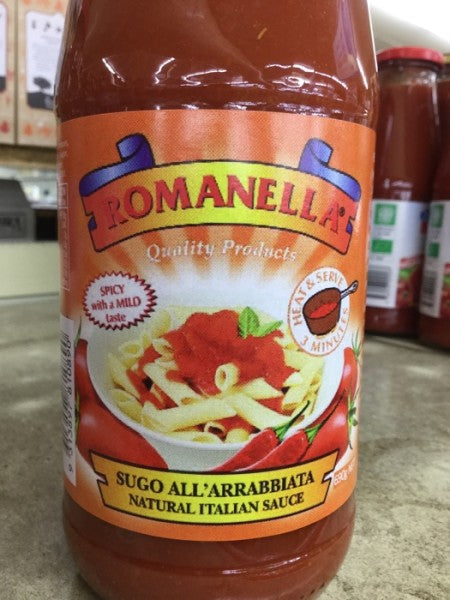 ROMANELLA®
Quality Products
SPICY
with a MILD
taste
HEAT & SERVE
3 MINUTES
SUGO ALL'ARRABBIATA
NATURAL ITALIAN SAUCE